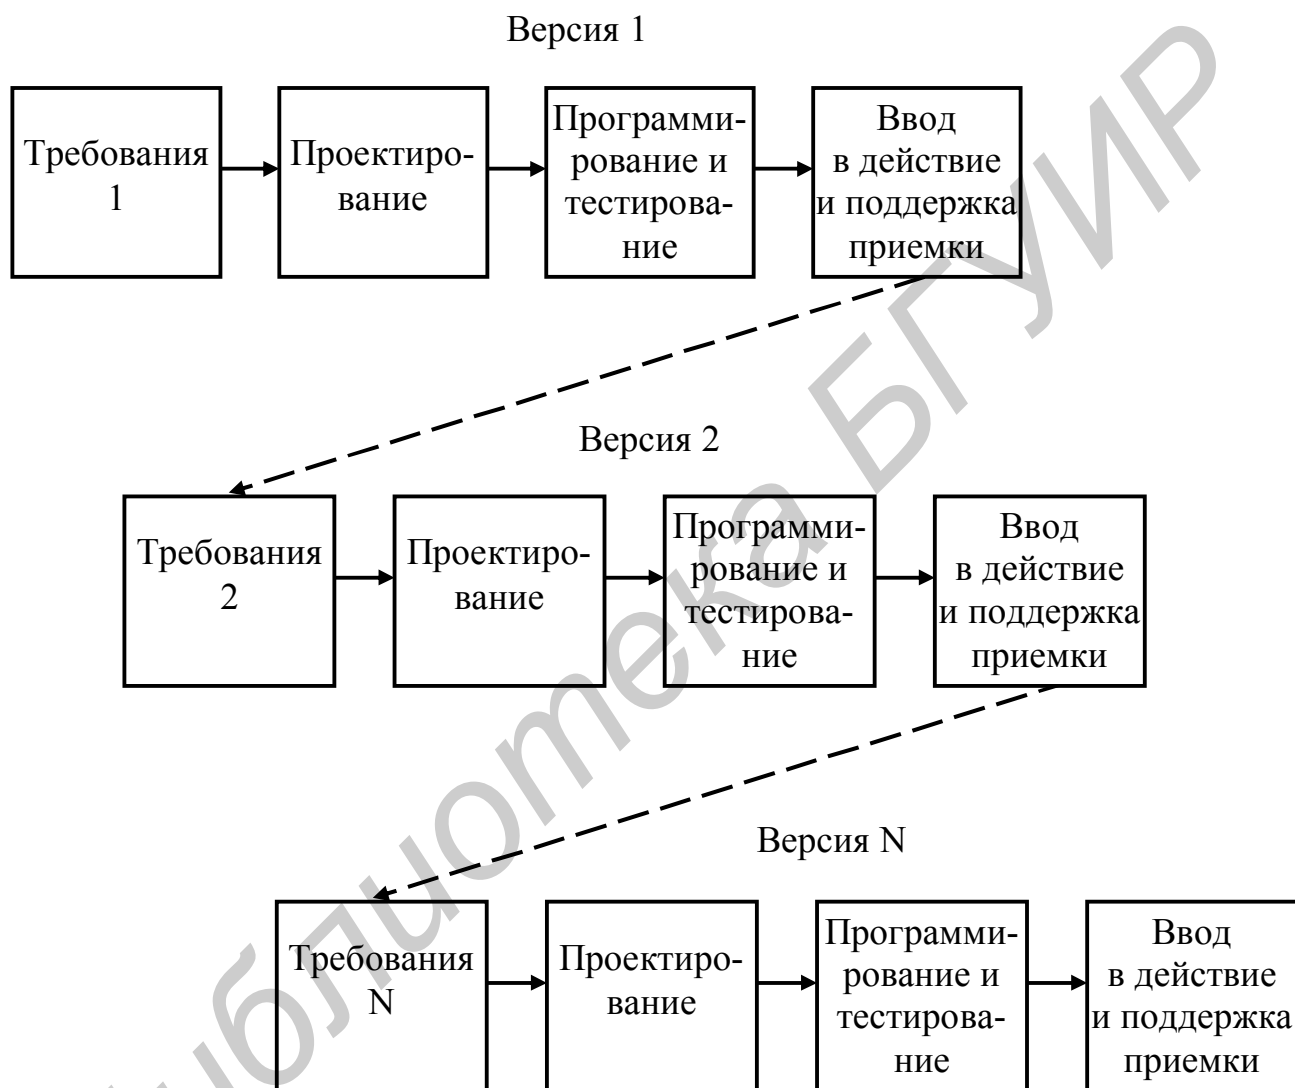 Версия 1
Требования
1
Проектиро-
вание
Программи-
рование и
тестирова-
ние
Ввод
в действие
и поддержка
приемки
Версия 2
Требования
2
Проектиро-
вание
Программи-
рование и
тестирова-
ние
Ввод
в действие
и поддержка
приемки
Версия N
Требования
N
Проектиро-
вание
Программи-
рование и
тестирова-
ние
Ввод
в действие
и поддержка
приемки
Библиотека БГУИР